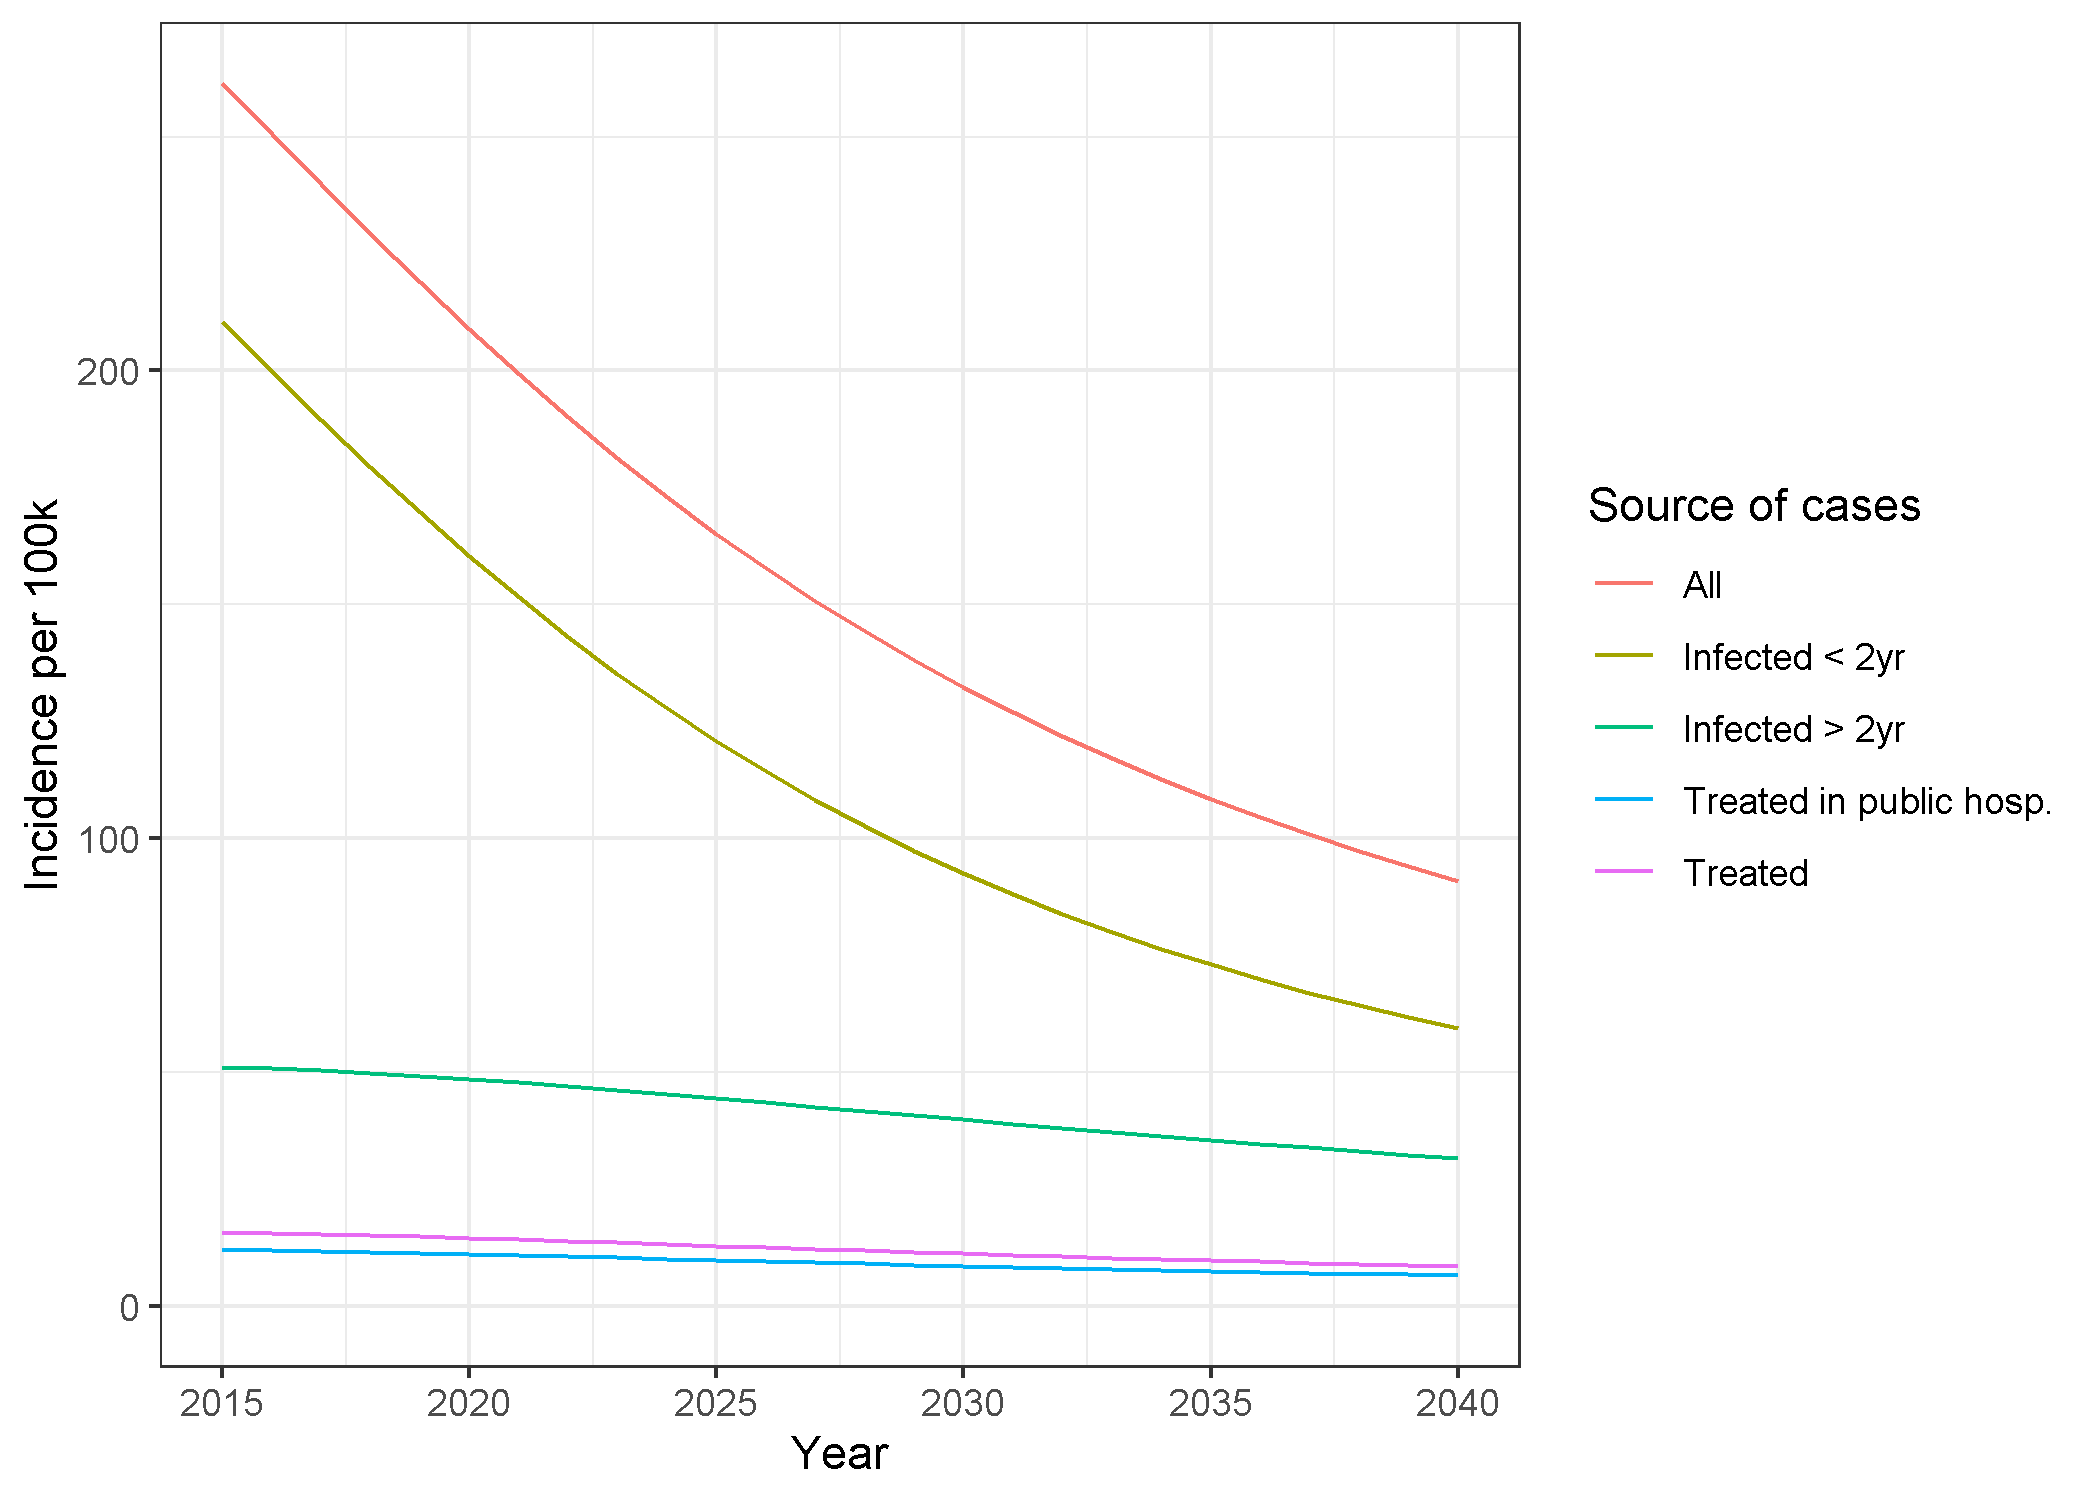 Incidence per 100k
200
100
0
2015 2020 2025 2030 2035 2040
Year
Source of cases
All
Infected < 2yr
Infected > 2yr
Treated in public hosp.
Treated